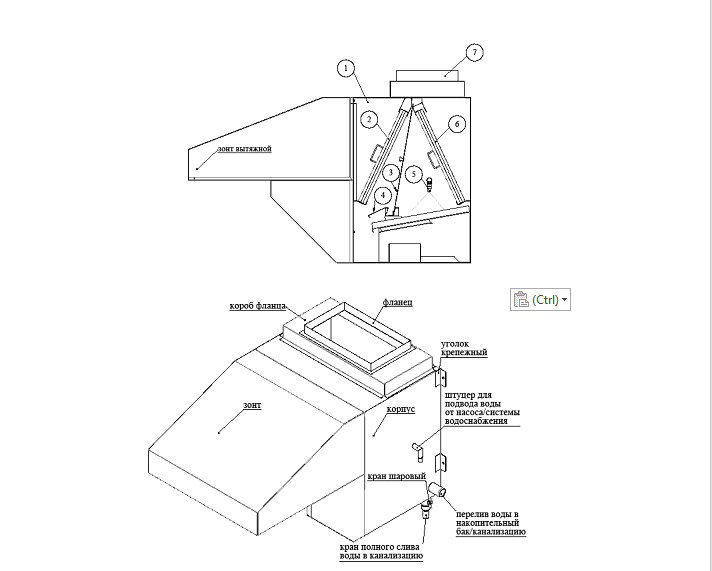 7
1
2
6
зонт вытяжной
3
5
4
(Ctrl)
короб фланца
фланец
уголок
крепежный
штуцер для
подвода воды
от насоса/системы
водоснабжения
зонт
корпус
кран шаровый
перелив воды в
накопительный
бак/канализацию
кран полного слива
воды в канализацию